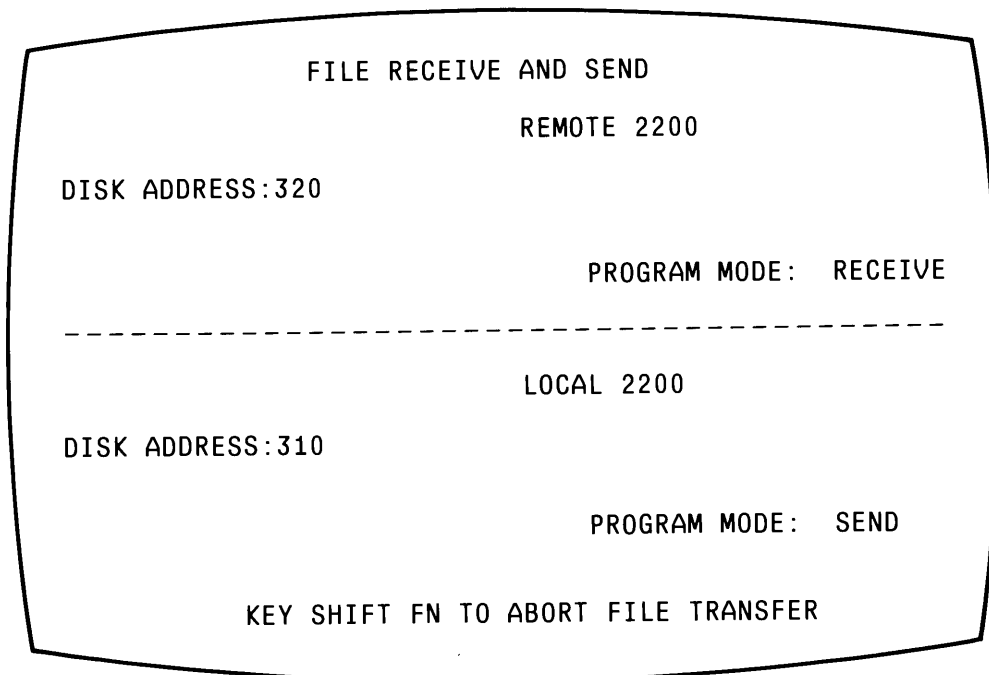 FILE RECEIVE AND SEND
REMOTE 2200
DISK ADDRESS:320
PROGRAM MODE: RECEIVE
LOCAL 2200
DISK ADDRESS:310
PROGRAM MODE: SEND
KEY SHIFT FN TO ABORT FILE TRANSFER